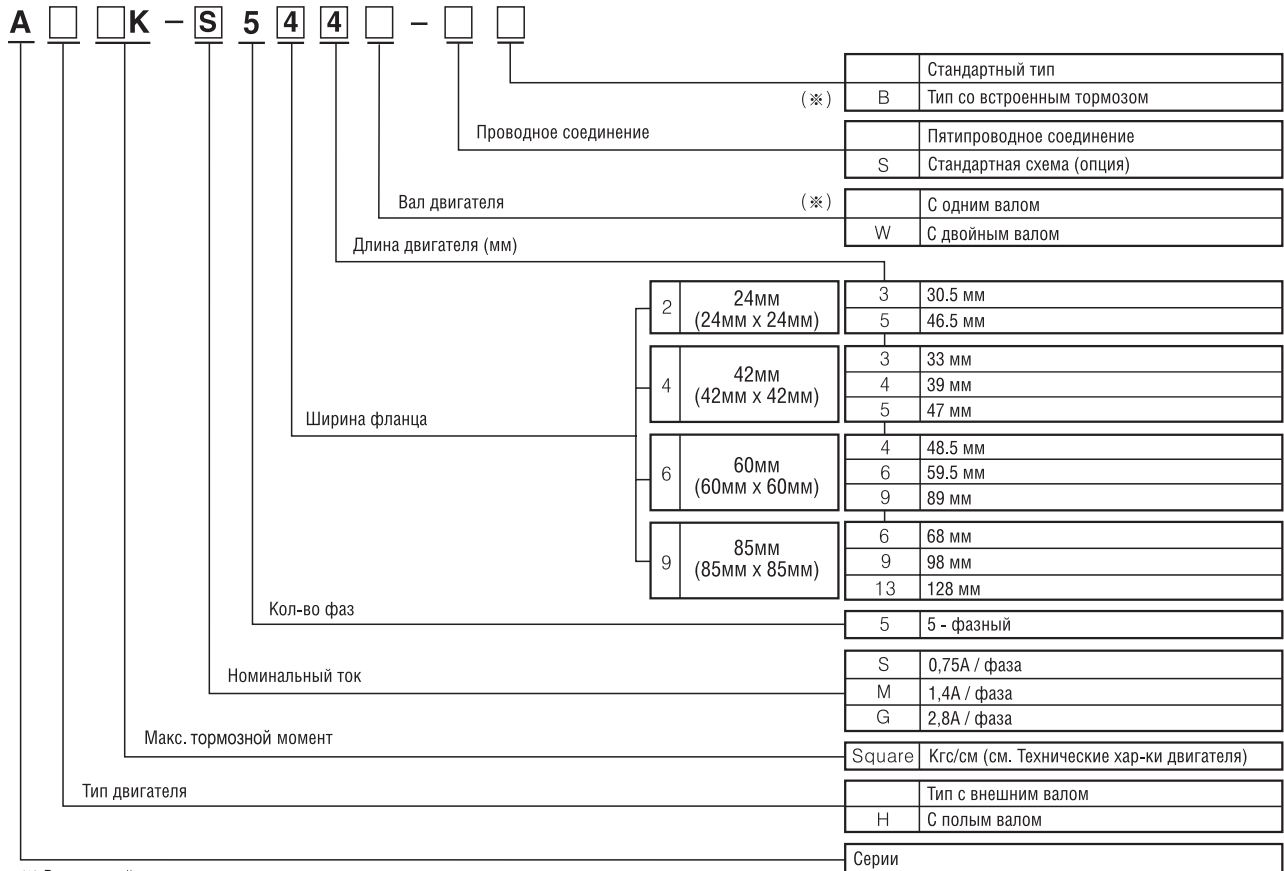 A □ □K – S 5 4 4 □ – □ □
Стандартный тип
(※) B Тип со встроенным тормозом
Проводное соединение
Пятипроводное соединение
S Стандартная схема (опция)
Вал двигателя (※)
С одним валом
W С двойным валом
Длина двигателя (мм)
2 24мм (24мм x 24мм)
3 30.5 мм
5 46.5 мм
4 42мм (42мм x 42мм)
3 33 мм
4 39 мм
5 47 мм
Ширина фланца
6 60мм (60мм x 60мм)
4 48.5 мм
6 59.5 мм
9 89 мм
9 85мм (85мм x 85мм)
6 68 мм
9 98 мм
13 128 мм
Кол-во фаз
5 5 - фазный
Номинальный ток
S 0,75А / фаза
M 1,4А / фаза
G 2,8А / фаза
Макс. тормозной момент
Square Кгс/см (см. Технические хар-ки двигателя)
Тип двигателя
Тип с внешним валом
H С полым валом
Серии